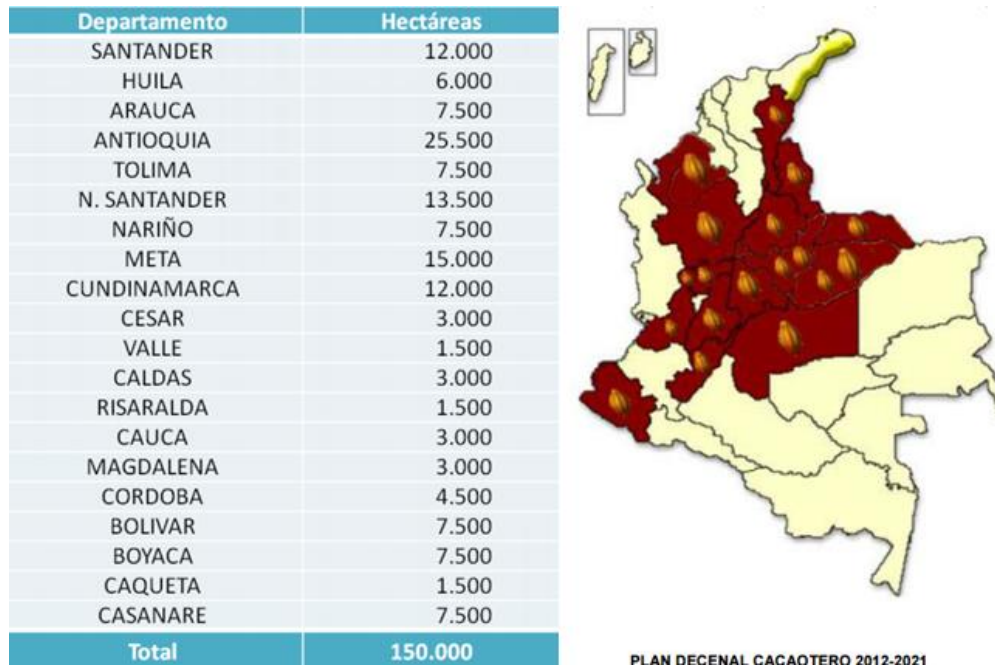 Departamento Hectáreas
SANTANDER 12.000
HUILA 6.000
ARAUCA 7.500
ANTIOQUIA 25.500
TOLIMA 7.500
N. SANTANDER 13.500
NARIÑO 7.500
META 15.000
CUNDINAMARCA 12.000
CESAR 3.000
VALLE 1.500
CALDAS 3.000
RISARALDA 1.500
CAUCA 3.000
MAGDALENA 3.000
CORDOBA 4.500
BOLIVAR 7.500
BOYACA 7.500
CAQUETA 1.500
CASANARE 7.500
Total 150.000
PLAN DECENAL CACAOTERO 2012-2021